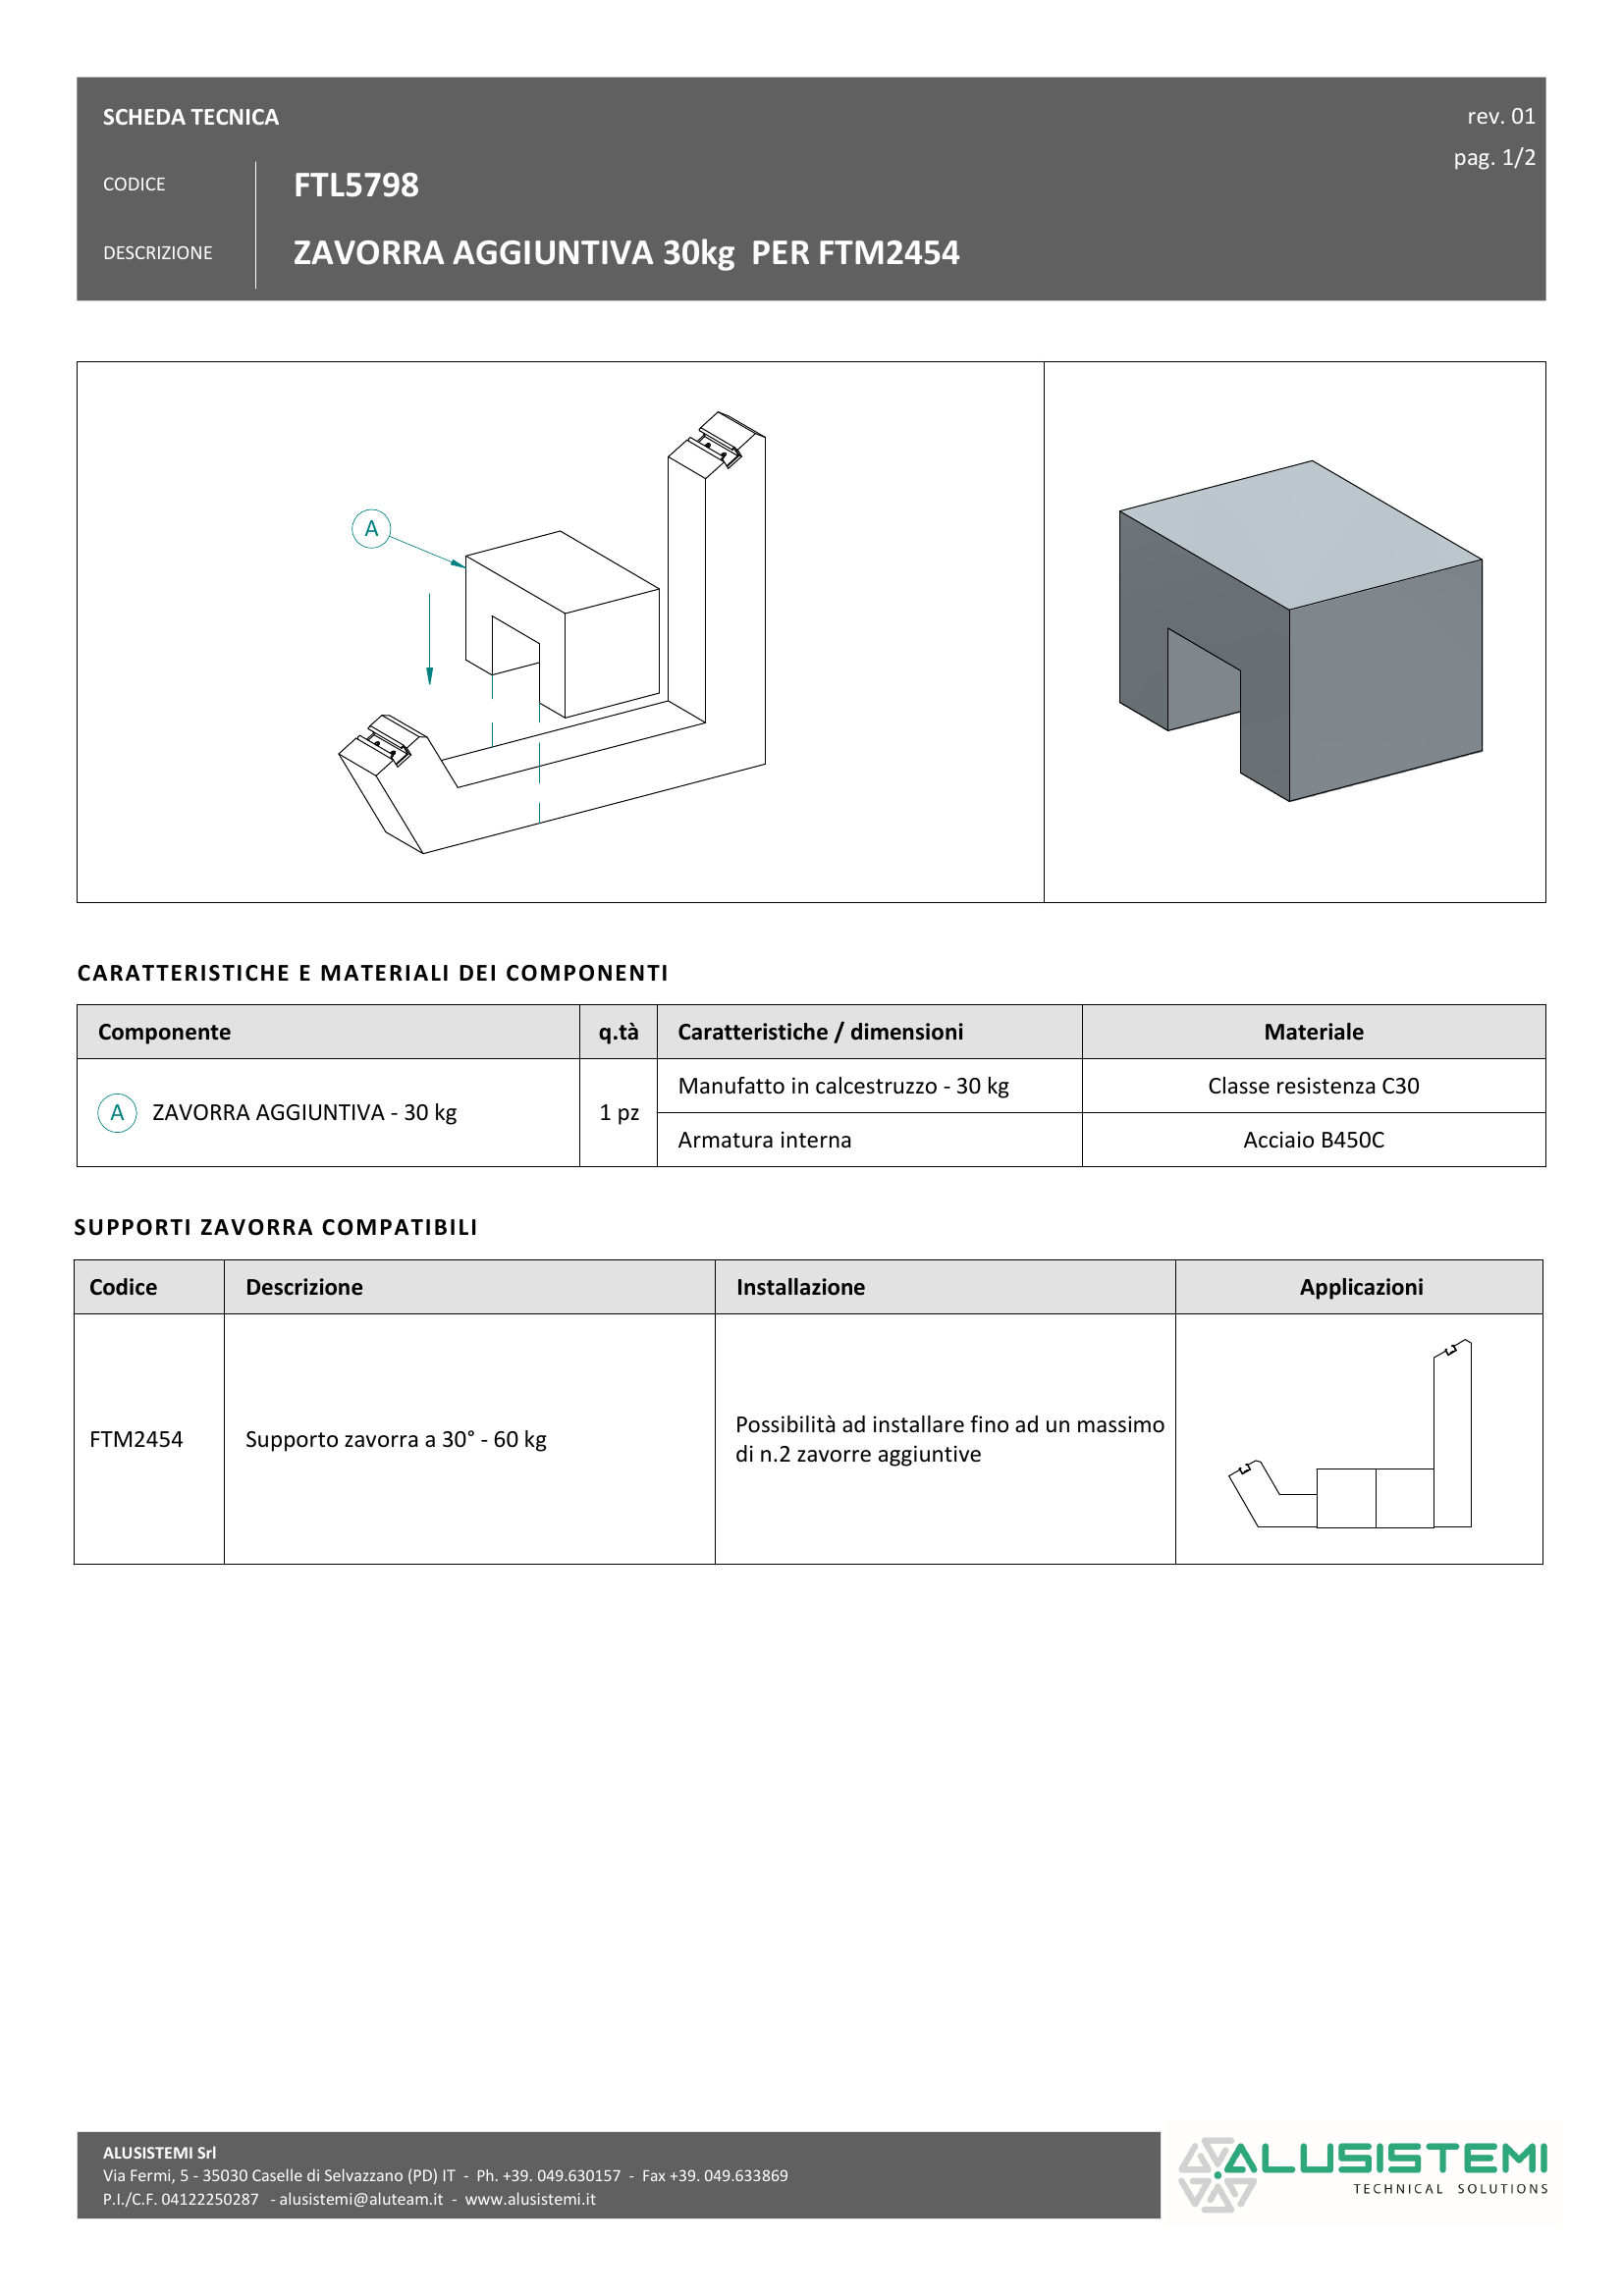 SCHEDA TECNICA
rev. 01
pag. 1/2
CODICE
FTL5798
DESCRIZIONE
ZAVORRA AGGIUNTIVA 30kg PER FTM2454
A
CARATTERISTICHE E MATERIALI DEI COMPONENTI
Componente q.tà Caratteristiche / dimensioni Materiale
A ZAVORRA AGGIUNTIVA - 30 kg 1 pz
Manufatto in calcestruzzo - 30 kg Classe resistenza C30
Armatura interna Acciaio B450C
SUPPORTI ZAVORRA COMPATIBILI
Codice Descrizione Installazione Applicazioni
FTM2454 Supporto zavorra a 30° - 60 kg
Possibilità ad installare fino ad un massimo
di n.2 zavorre aggiuntive
ALUSISTEMI Srl
Via Fermi, 5 - 35030 Caselle di Selvazzano (PD) IT - Ph. +39. 049.630157 - Fax +39. 049.633869
P.I./C.F. 04122250287 - alusistemi@aluteam.it - www.alusistemi.it
ALUSISTEMI
TECHNICAL SOLUTIONS